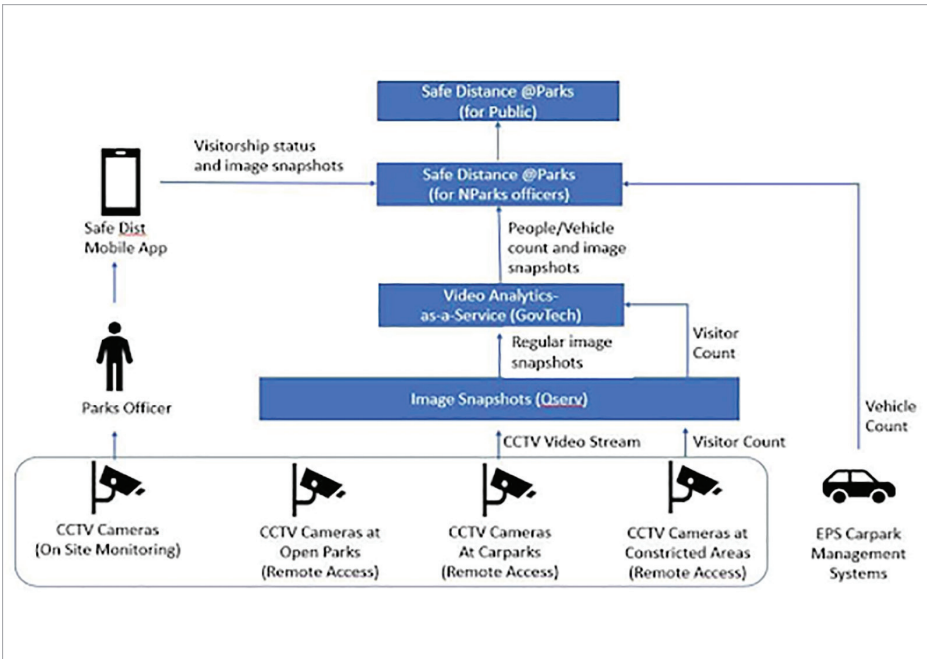 Safe Distance @Parks
(for Public)
Visitorship status
and image snapshots
Safe Distance @Parks
(for NParks officers)
Safe Dist
Mobile App
People/Vehicle
count and image
snapshots
Video Analytics-
as-a-Service (GovTech)
Regular image
snapshots
Visitor
Count
Parks Officer
Image Snapshots (Qserv)
Vehicle
Count
CCTV Video Stream
Visitor Count
CCTV Cameras
(On Site Monitoring)
CCTV Cameras at
Open Parks
(Remote Access)
CCTV Cameras
At Carparks
(Remote Access)
CCTV Cameras at
Constricted Areas
(Remote Access)
EPS Carpark
Management
Systems